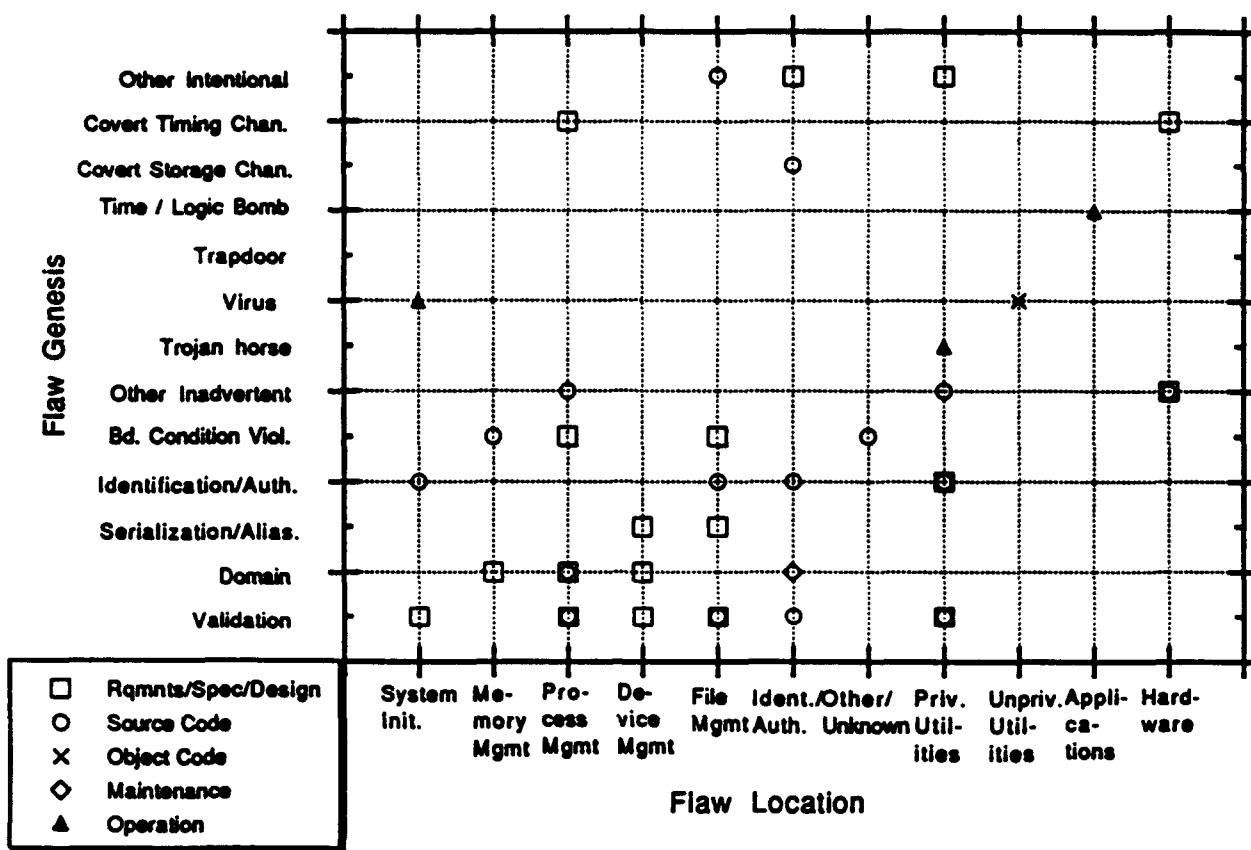 Flaw Genesis
Other Intentional
Covert Timing Chan.
Covert Storage Chan.
Time / Logic Bomb
Trapdoor
Virus
Trojan horse
Other Inadvertent
Bd. Condition Viol.
Identification/Auth.
Serialization/Alias.
Domain
Validation
System
Init.
Me-
mory
Mgmt
Pro-
cess
Mgmt
De-
vice
Mgmt
File
Mgmt
Ident./
Auth.
Other/
Unknown
Priv.
Util-
ities
Unpriv.
Util-
ities
Appli-
ca-
tions
Hard-
ware
Flaw Location
Rqmnts/Spec/Design
Source Code
Object Code
Maintenance
Operation